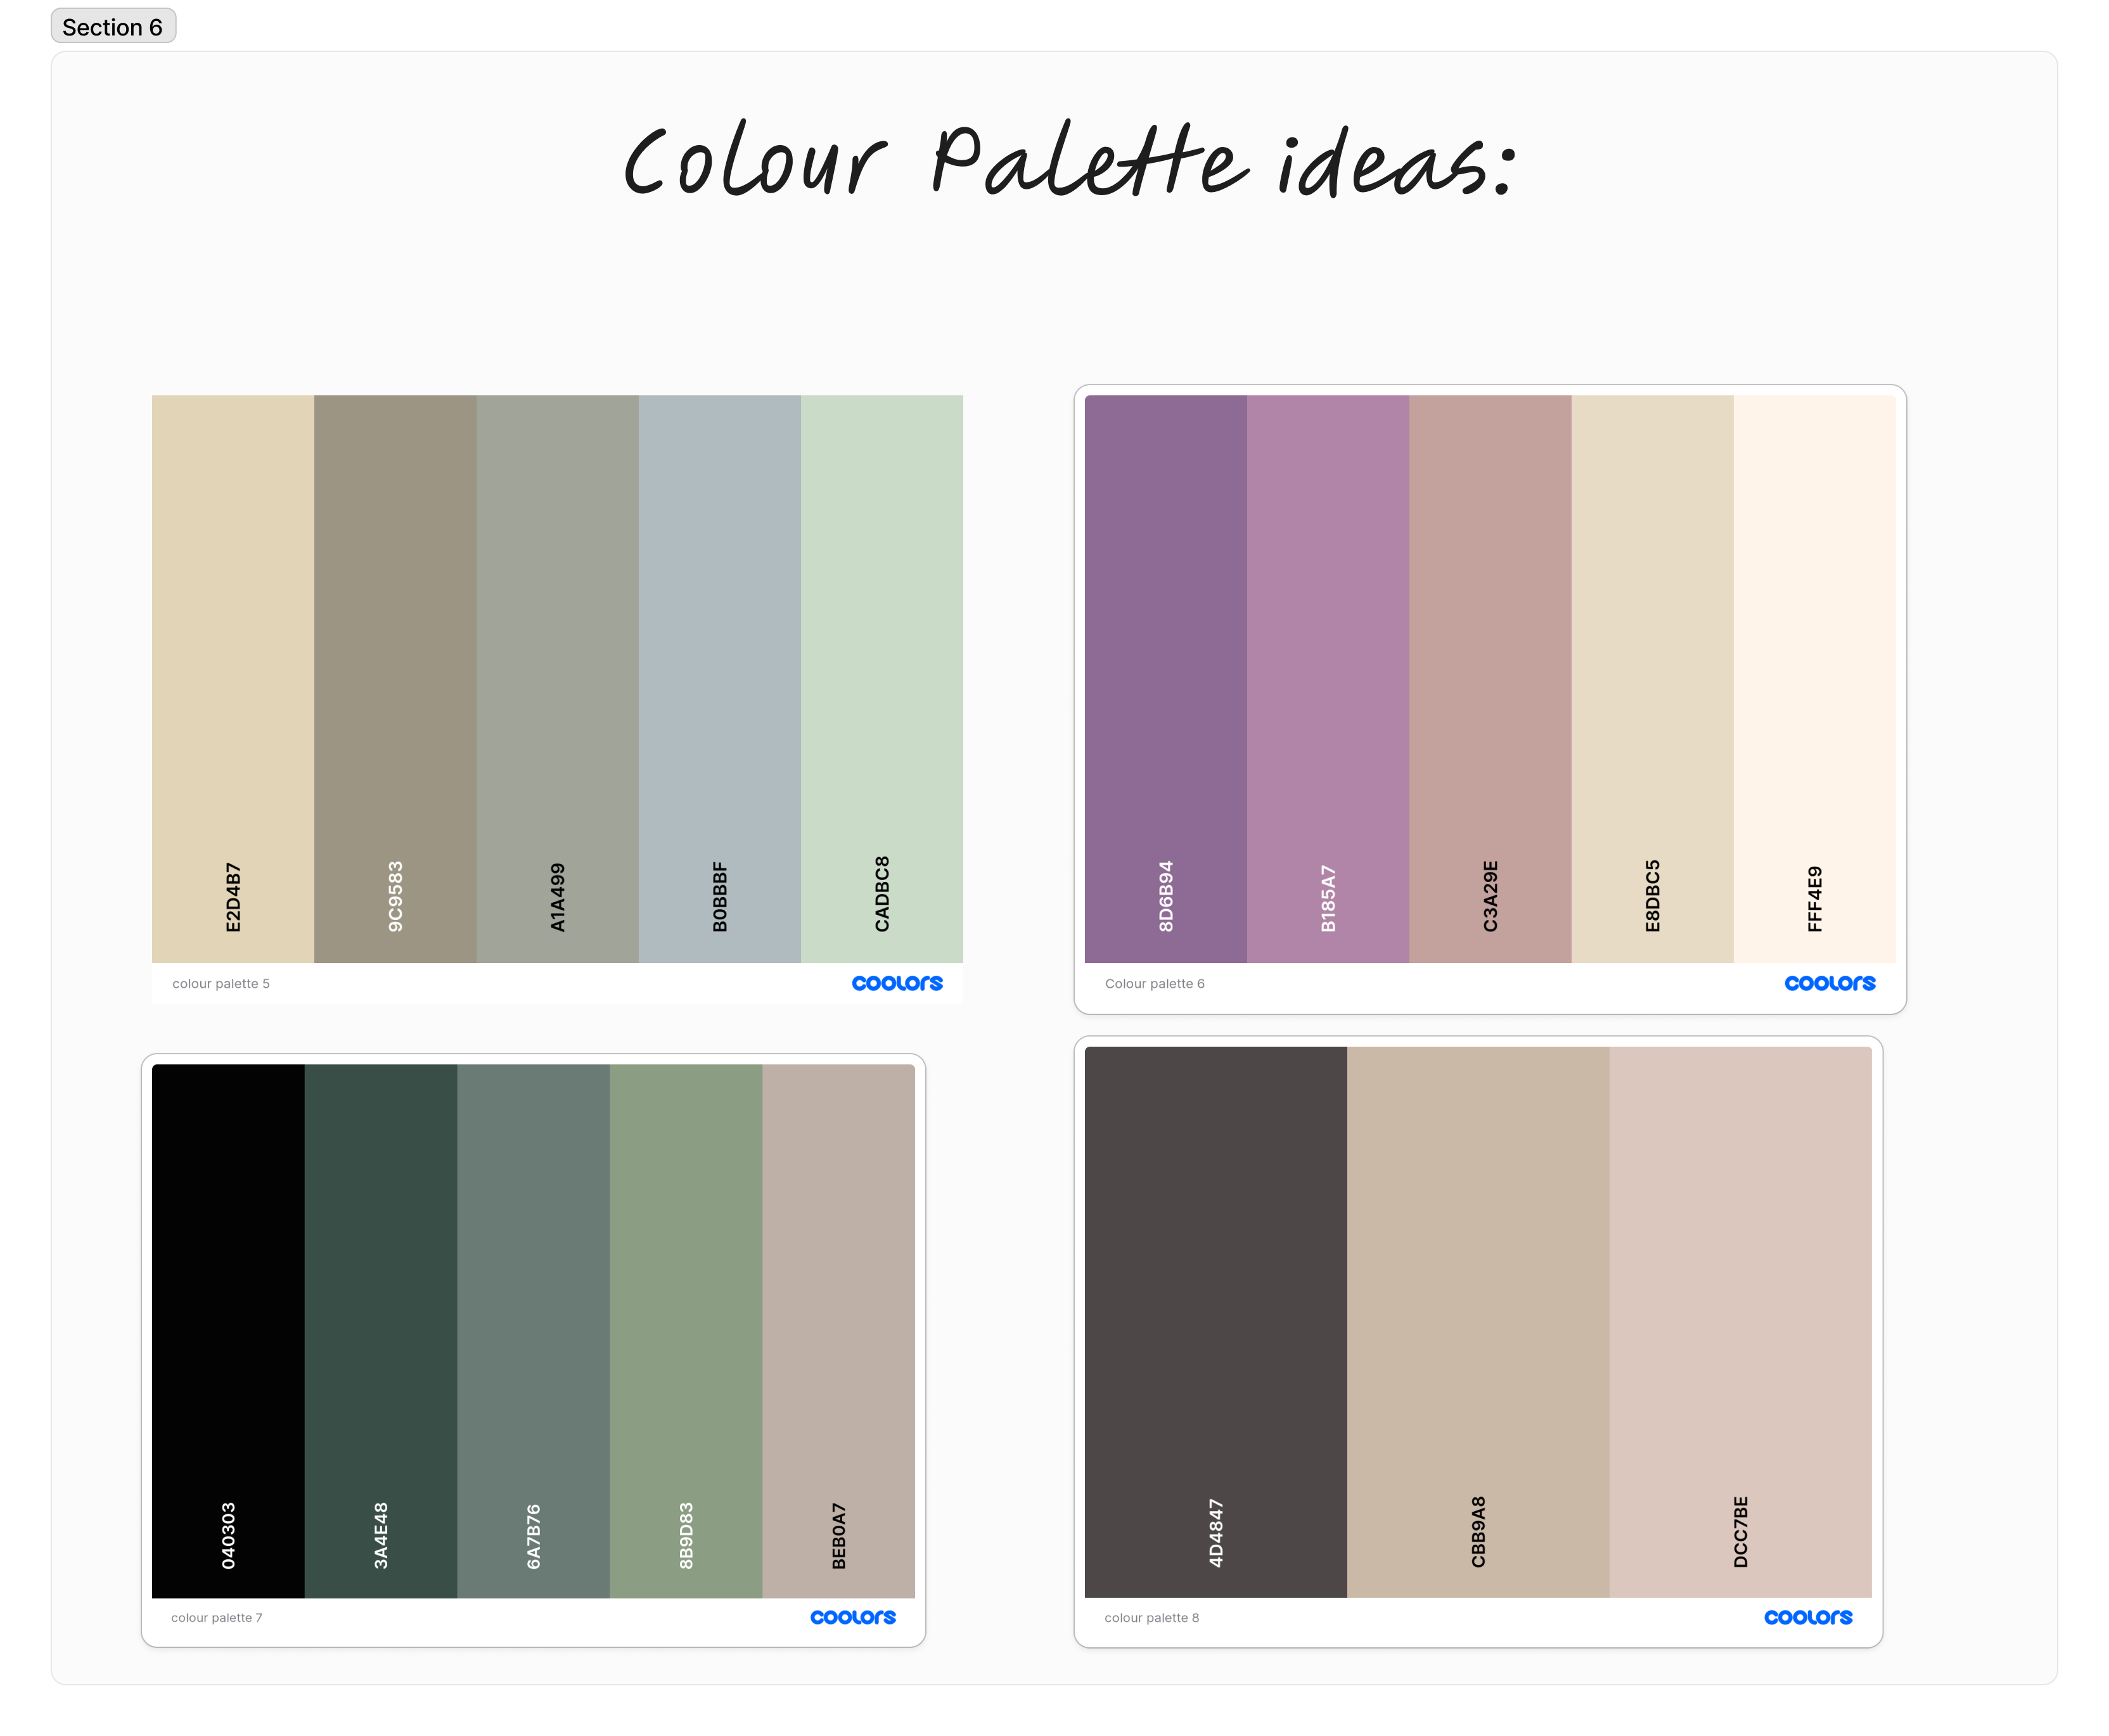 Section 6
Colour Palette ideas:
E2D4B7
9C9583
A1A499
B0BBBF
CADBC8
colour palette 5
coolors
8D6B94
B185A7
C3A29E
E8DBC5
FFF4E9
Colour palette 6
coolors
040303
3A4E48
6A7B76
8B9D83
BEB0A7
colour palette 7
coolors
4D4847
CBB9A8
DCC7BE
colour palette 8
coolors